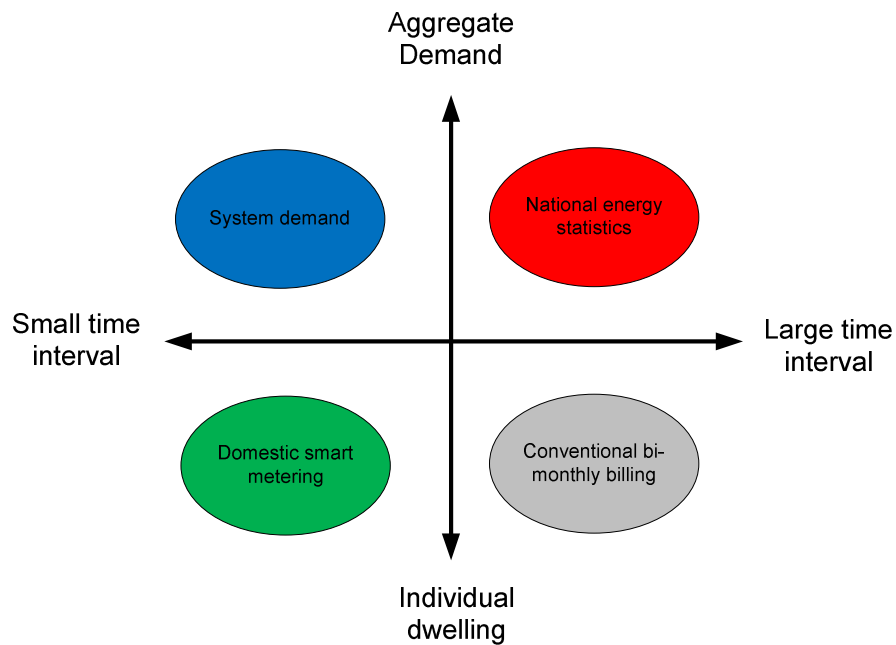 Aggregate
Demand
System demand
National energy
statistics
Small time
interval
Large time
interval
Domestic smart
metering
Conventional bi-
monthly billing
Individual
dwelling